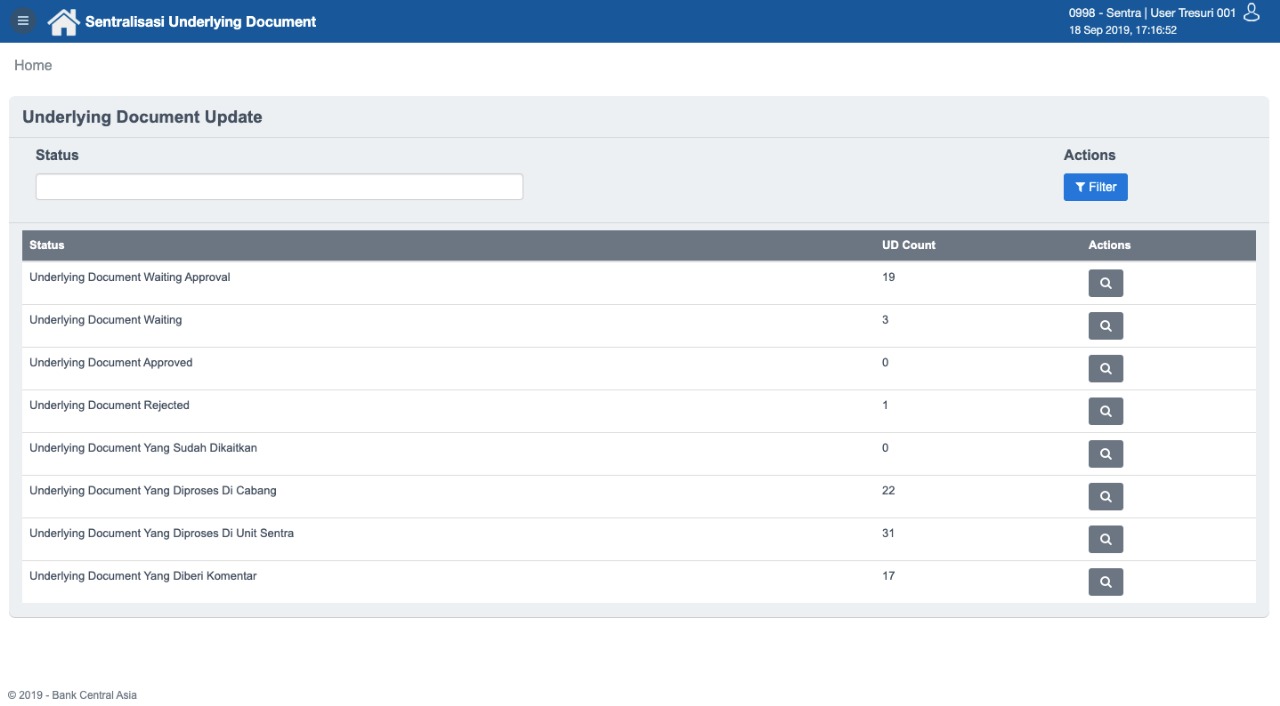 Sentralisasi Underlying Document
0998 - Sentra | User Tresuri 001
18 Sep 2019, 17:16:52
Home
Underlying Document Update
Status
Actions
Filter
Status UD Count Actions
Underlying Document Waiting Approval 19
Underlying Document Waiting 3
Underlying Document Approved 0
Underlying Document Rejected 1
Underlying Document Yang Sudah Dikaitkan 0
Underlying Document Yang Diproses Di Cabang 22
Underlying Document Yang Diproses Di Unit Sentra 31
Underlying Document Yang Diberi Komentar 17
© 2019 - Bank Central Asia